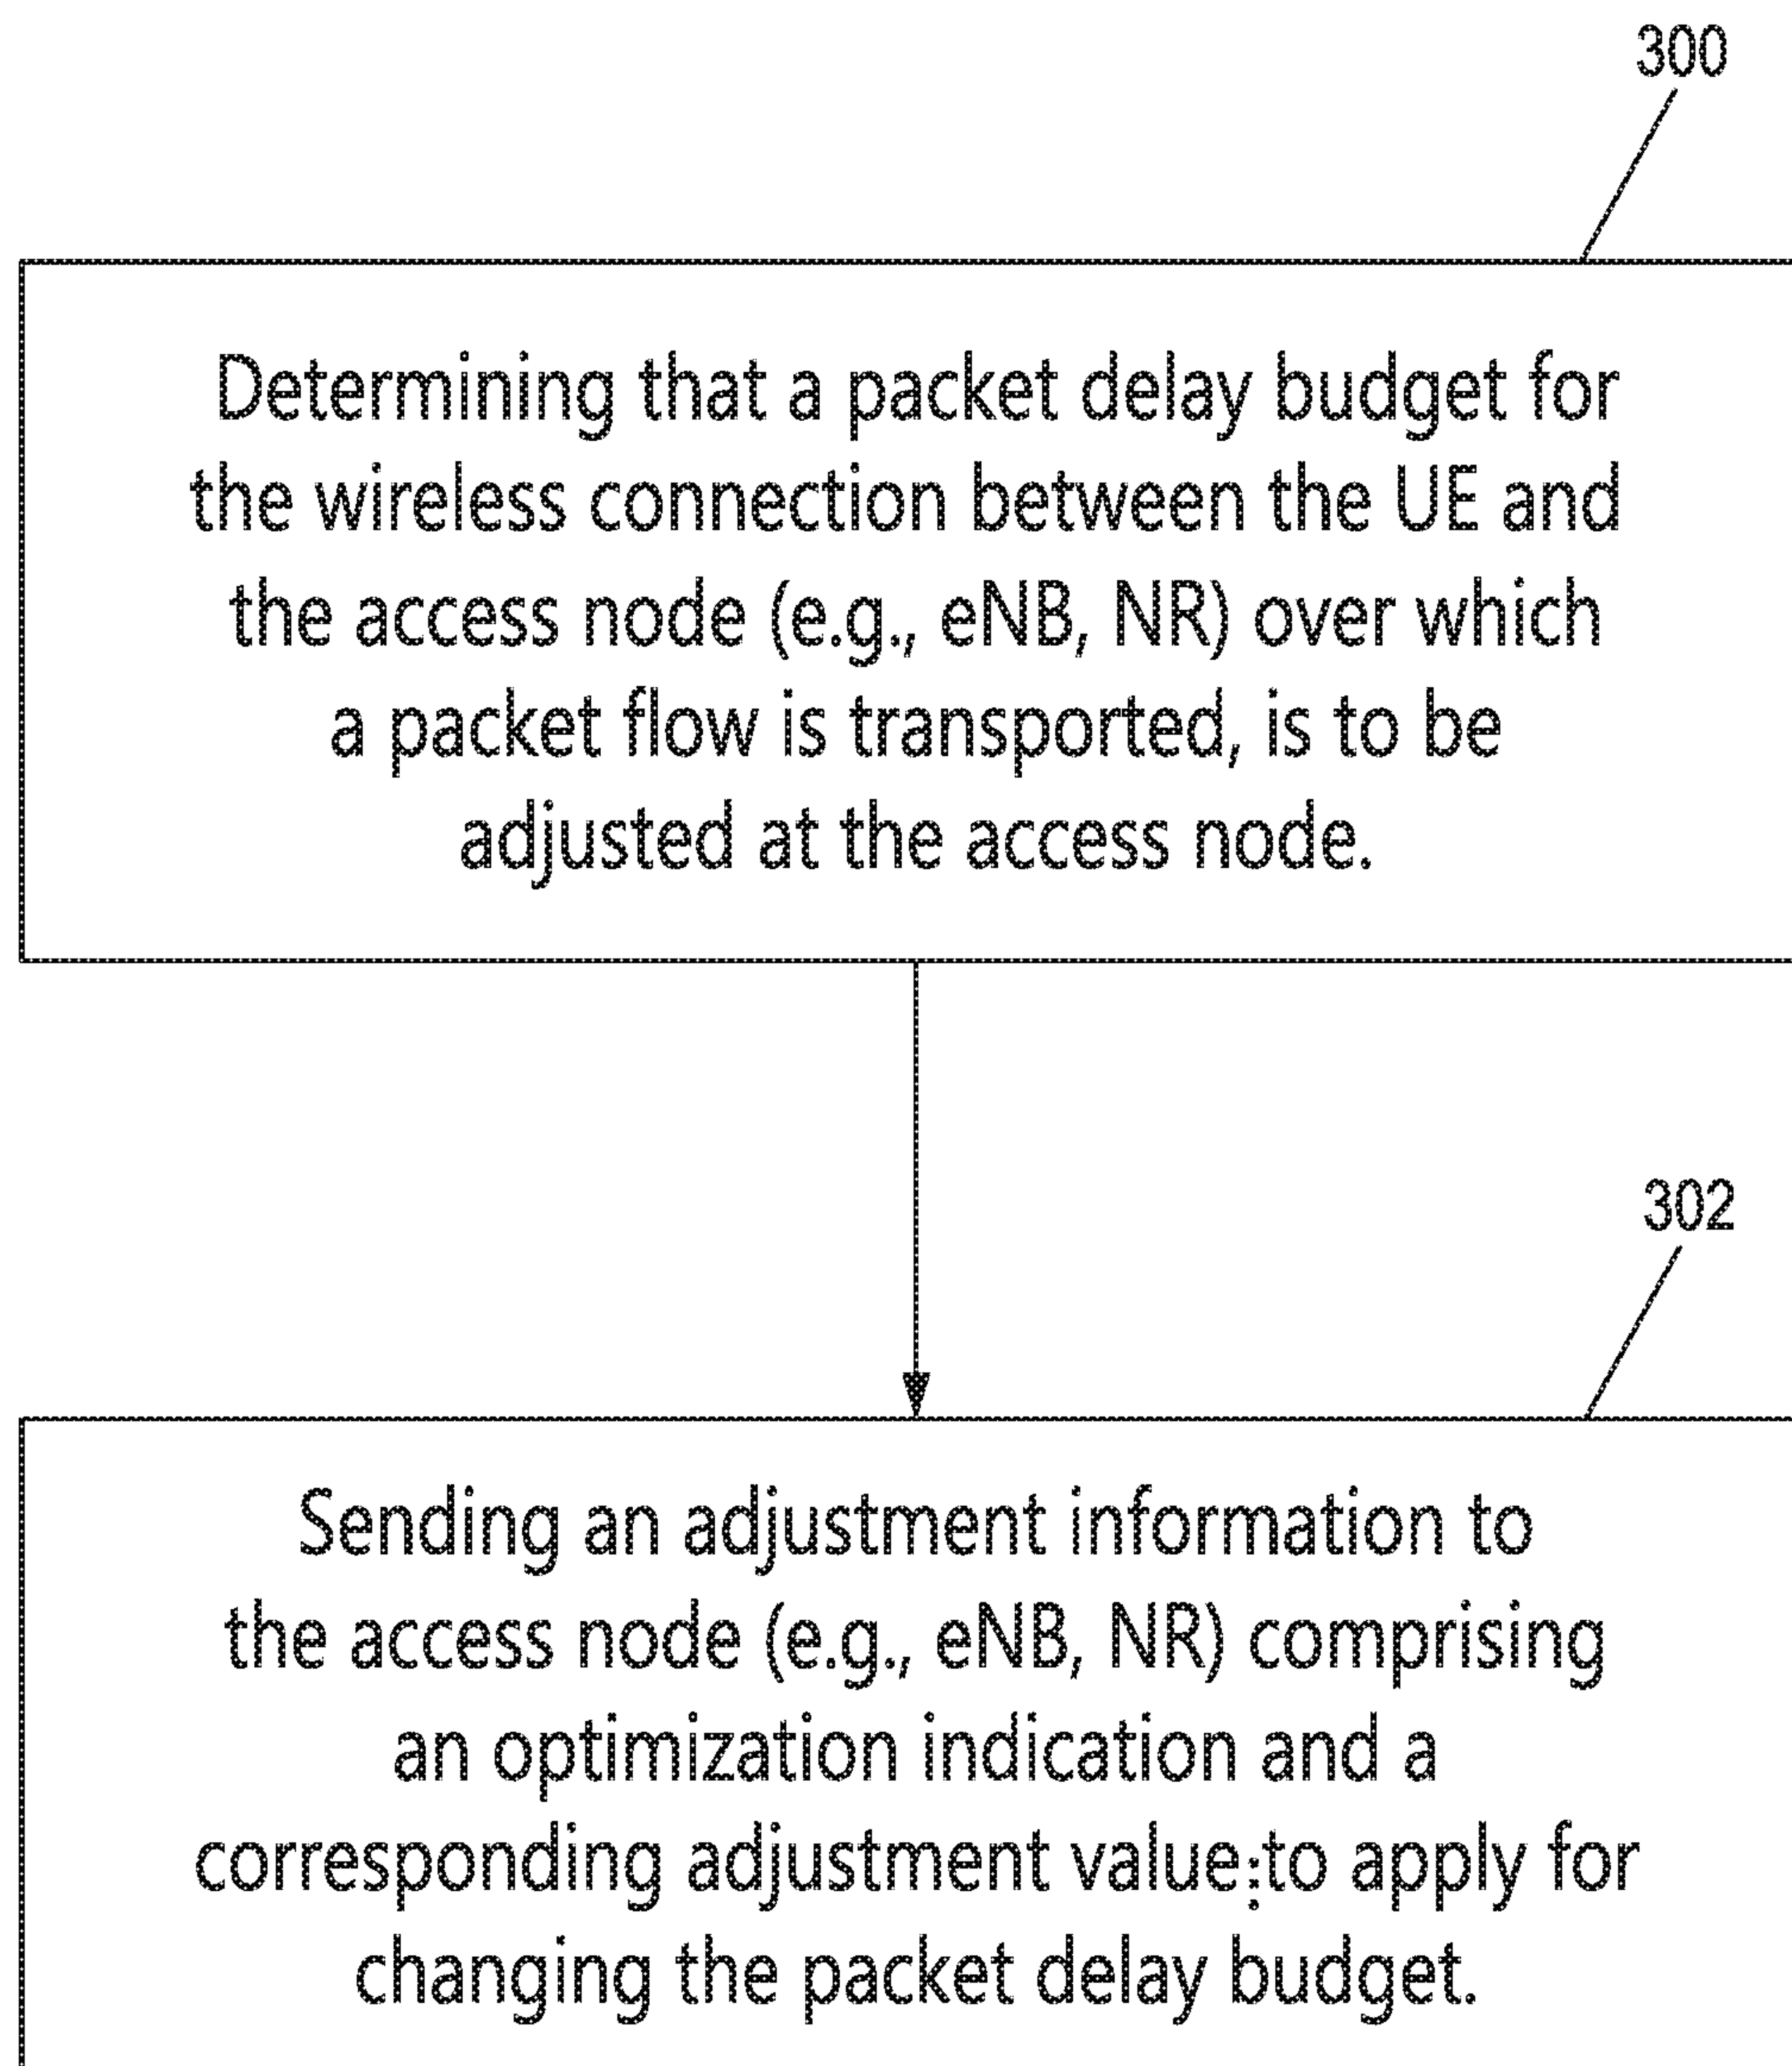 300
Determining that a packet delay budget for
the wireless connection between the UE and
the access node (e.g., eNB, NR) over which
a packet flow is transported, is to be
adjusted at the access node.
302
Sending an adjustment information to
the access node (e.g., eNB, NR) comprising
an optimization indication and a
corresponding adjustment value:to apply for
changing the packet delay budget.